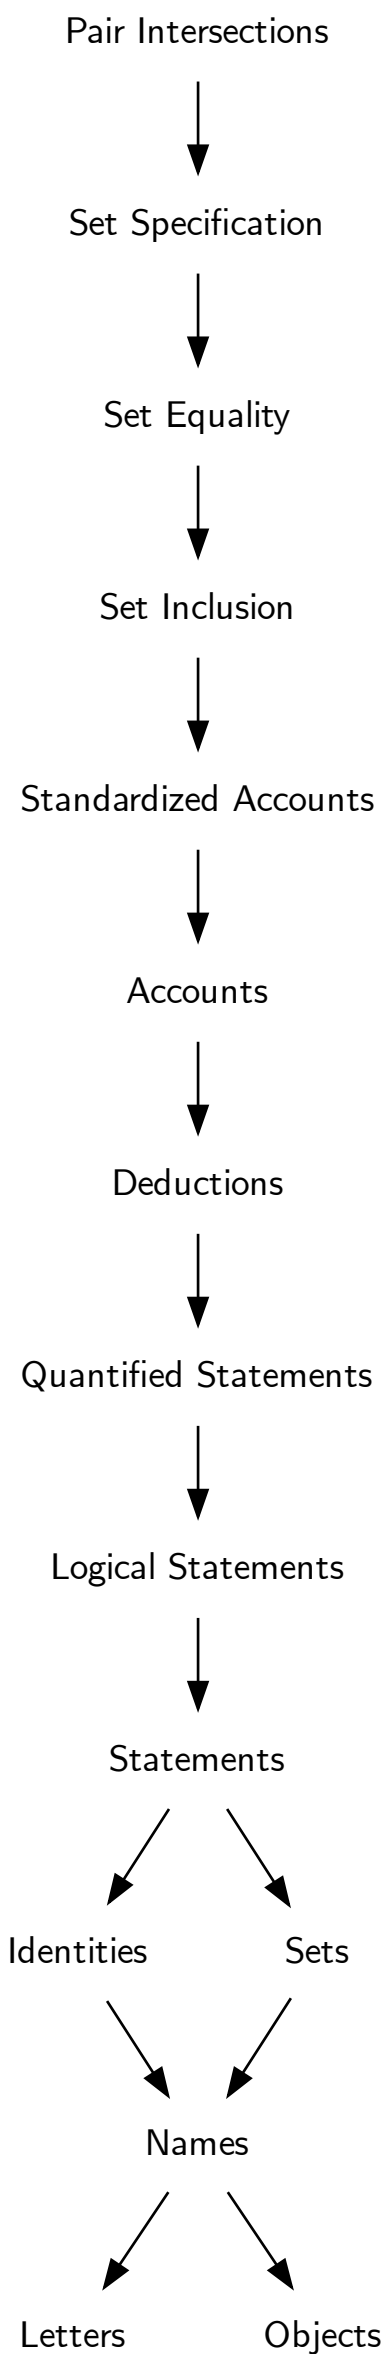 Pair Intersections
Set Specification
Set Equality
Set Inclusion
Standardized Accounts
Accounts
Deductions
Quantified Statements
Logical Statements
Statements
Identities Sets
Names
Letters Objects